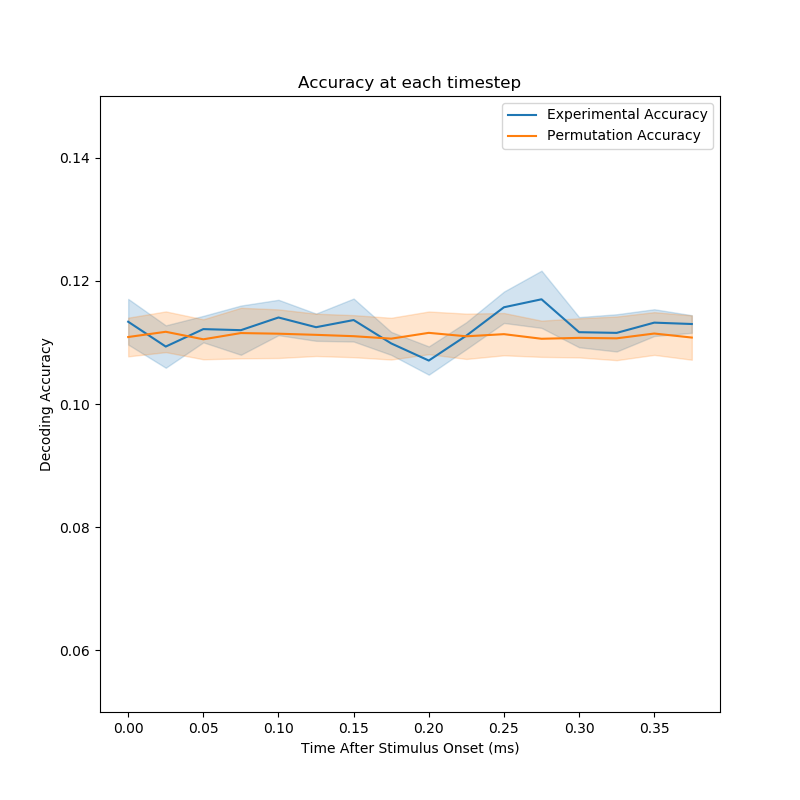 Accuracy at each timestep
Experimental Accuracy
Permutation Accuracy
Decoding Accuracy
0.14
0.12
0.10
0.08
0.06
0.00 0.05 0.10 0.15 0.20 0.25 0.30 0.35
Time After Stimulus Onset (ms)